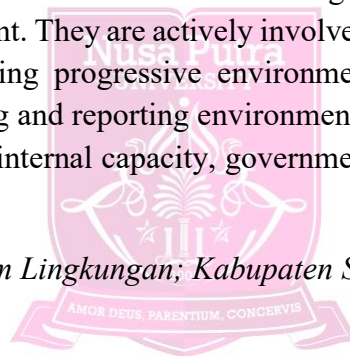 nt. They are actively involve
Nusa Putra
UNIVERSITY
ing progressive environme
g and reporting environmen
internal capacity, governme
n Lingkungan; Kabupaten S
AMOR DEUS, PARENTIUM, CONCERVIS